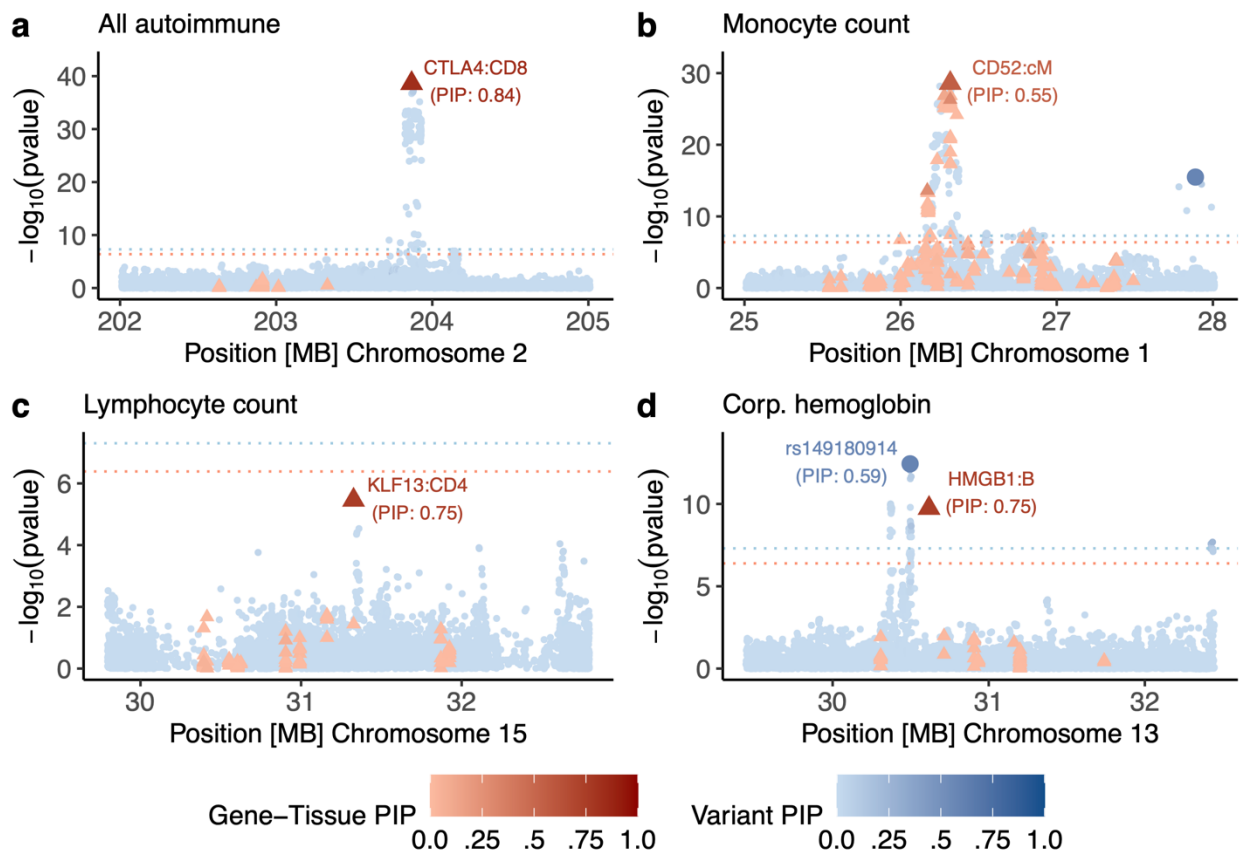 a All autoimmune
CTLA4:CD8
(PIP: 0.84)
40
30
20
10
0
−log10(pvalue)
202 203 204 205
Position [MB] Chromosome 2
b Monocyte count
CD52:cM
(PIP: 0.55)
30
20
10
0
−log10(pvalue)
25 26 27 28
Position [MB] Chromosome 1
c Lymphocyte count
KLF13:CD4
(PIP: 0.75)
6
4
2
0
−log10(pvalue)
30 31 32
Position [MB] Chromosome 15
d Corp. hemoglobin
rs149180914
(PIP: 0.59)
HMGB1:B
(PIP: 0.75)
10
5
0
−log10(pvalue)
30 31 32
Position [MB] Chromosome 13
Gene−Tissue PIP
0.0 .25 .5 .75 1.0
Variant PIP
0.0 .25 .5 .75 1.0